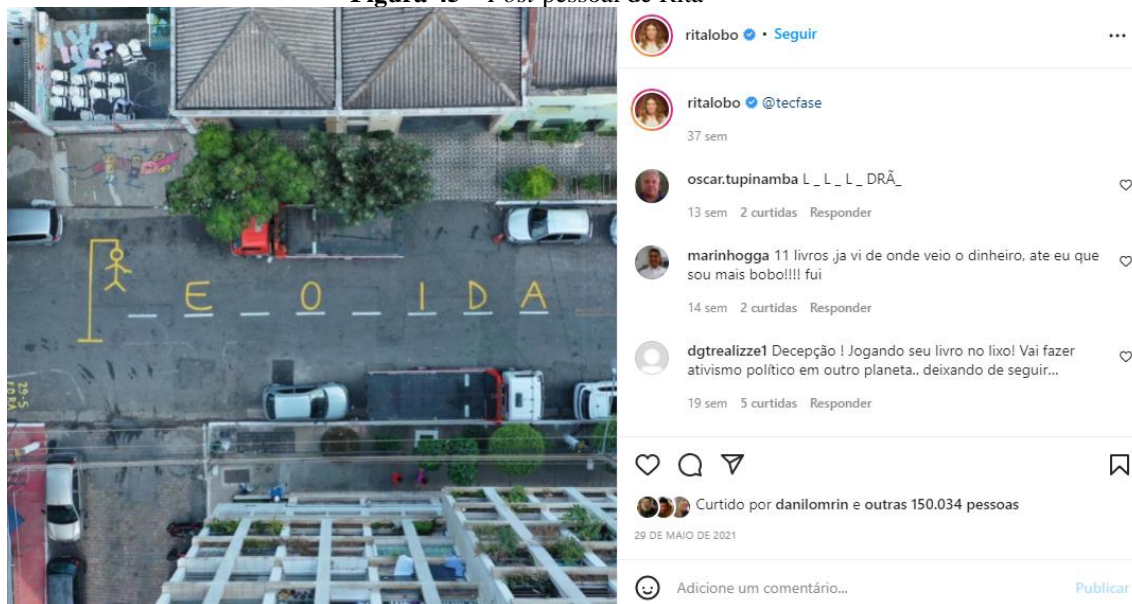 Figura 45 – Post pessoal de Rita
ritalobo • Seguir
ritalobo @tecfase
37 sem
oscar.tupinamba L _ L _ L _ DRÃ_
13 sem 2 curtidas Responder
marinhogga 11 livros ,ja vi de onde veio o dinheiro, ate eu que
sou mais bobo!!!! fui
14 sem 2 curtidas Responder
dgtrealizze1 Decepção ! Jogando seu livro no lixo! Vai fazer
ativismo político em outro planeta.. deixando de seguir...
19 sem 5 curtidas Responder
Curtido por danilomrin e outras 150.034 pessoas
29 DE MAIO DE 2021
Adicione um comentário...
Publicar
_ E _ O _ I D A
29-5
FORA